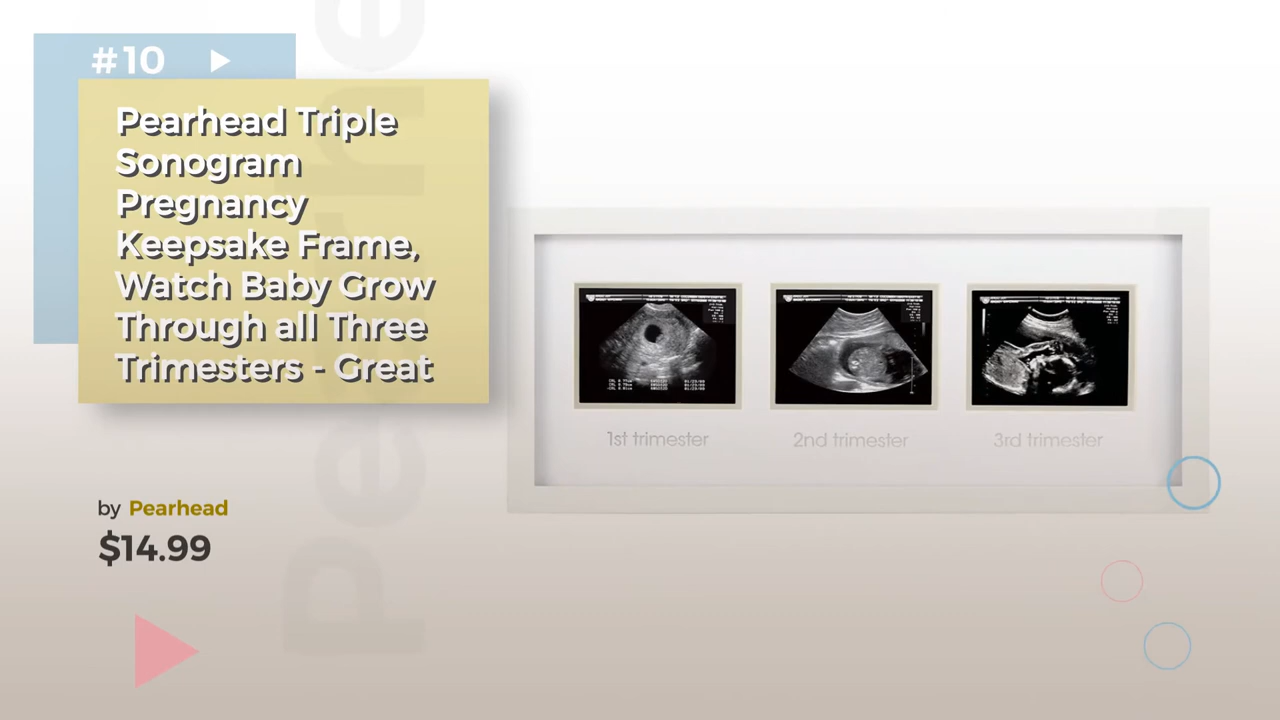 #10
Pearhead Triple
Sonogram
Pregnancy
Keepsake Frame,
Watch Baby Grow
Through all Three
Trimesters - Great
by Pearhead
$14.99
1st trimester
2nd trimester
3rd trimester